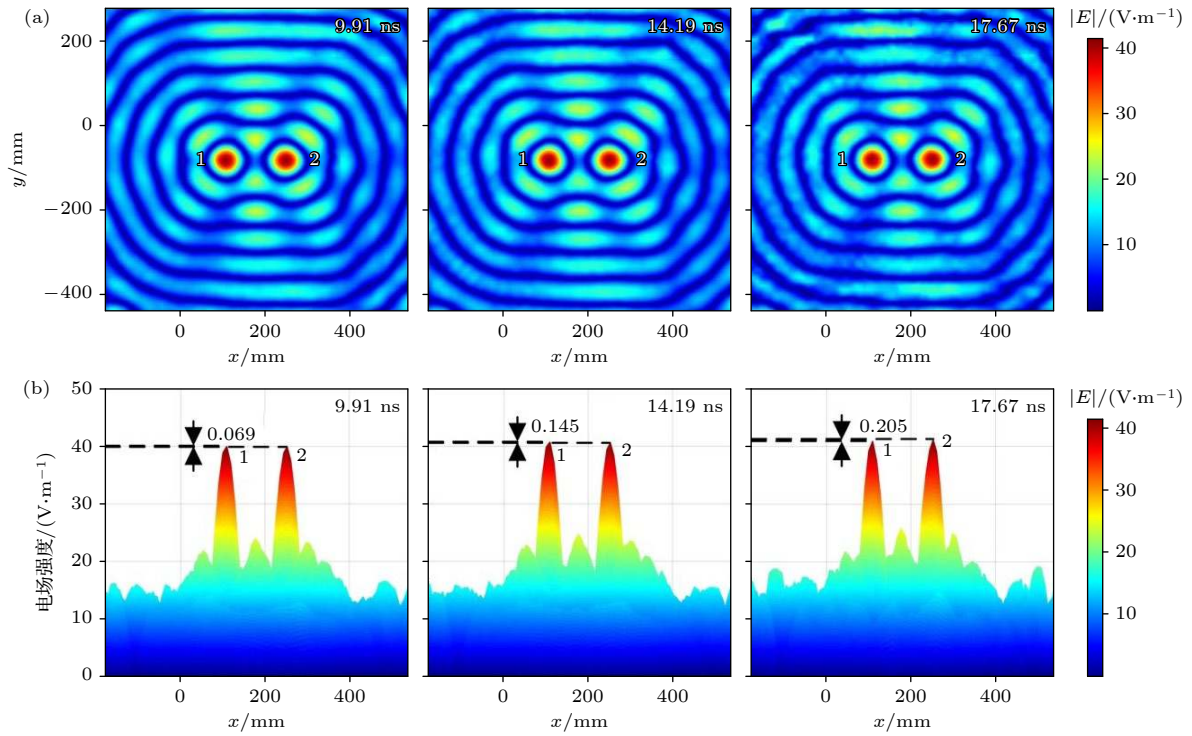 (a)
9.91 ns
14.19 ns
17.67 ns
|E|/(V·m⁻¹)
200
0
−200
−400
y/mm
1
2
1
2
1
2
40
30
20
10
0 200 400
0 200 400
0 200 400
x/mm
x/mm
x/mm
(b)
50
40
30
20
10
0
电场强度/(V·m⁻¹)
9.91 ns
14.19 ns
17.67 ns
|E|/(V·m⁻¹)
0.069
0.145
0.205
1
2
1
2
1
2
40
30
20
10
0 200 400
0 200 400
0 200 400
x/mm
x/mm
x/mm